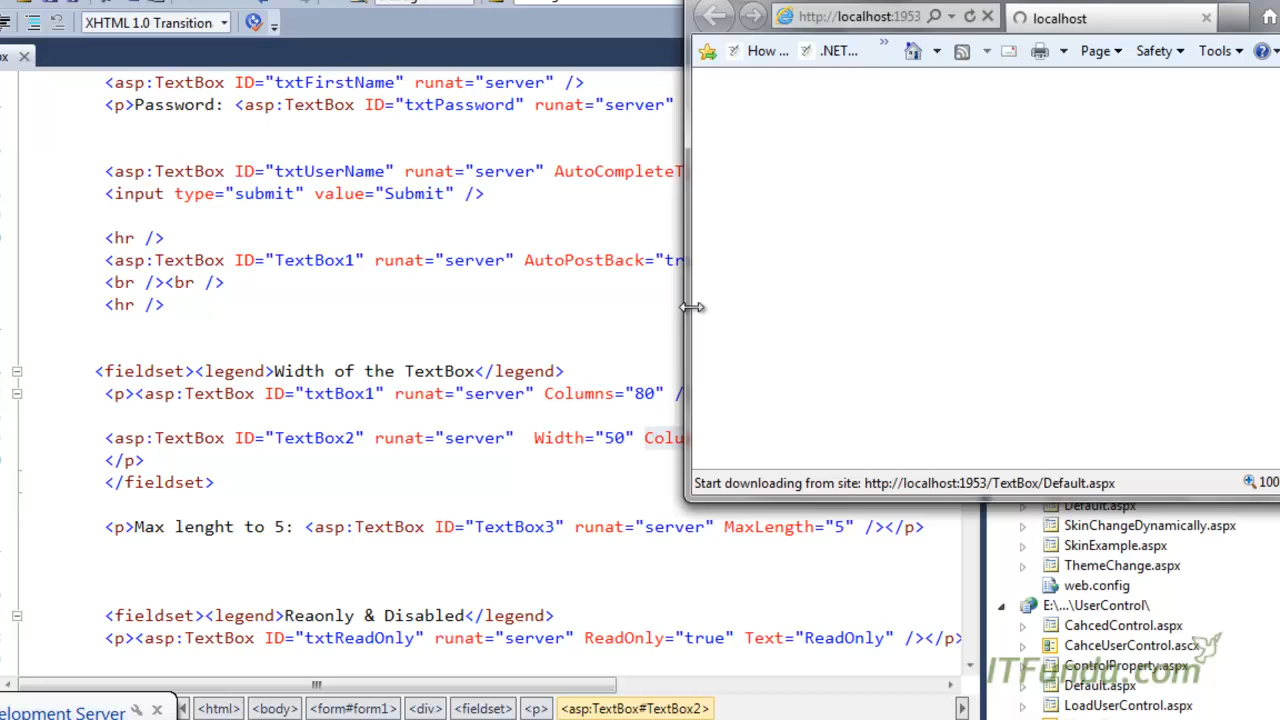 XHTML 1.0 Transition
http://localhost:1953
localhost
How ...
.NET...
Page
Safety
Tools
<asp:TextBox ID="txtFirstName" runat="server" />
<p>Password: <asp:TextBox ID="txtPassword" runat="server"
<asp:TextBox ID="txtUserName" runat="server" AutoCompleteT
<input type="submit" value="Submit" />
<hr />
<asp:TextBox ID="TextBox1" runat="server" AutoPostBack="tr
<br /><br />
<hr />
<fieldset><legend>Width of the TextBox</legend>
<p><asp:TextBox ID="txtBox1" runat="server" Columns="80" /
<asp:TextBox ID="TextBox2" runat="server" Width="50" Colu
</p>
</fieldset>
Start downloading from site: http://localhost:1953/TextBox/Default.aspx
100
<p>Max lenght to 5: <asp:TextBox ID="TextBox3" runat="server" MaxLength="5" /></p>
<fieldset><legend>Reaonly & Disabled</legend>
<p><asp:TextBox ID="txtReadOnly" runat="server" ReadOnly="true" Text="ReadOnly" /></p>
Default.aspx
SkinChangeDynamically.aspx
SkinExample.aspx
ThemeChange.aspx
web.config
E:\...\UserControl\
CahcedControl.aspx
CahceUserControl.ascx
ControlProperty.aspx
Default.aspx
LoadUserControl.aspx
ITFunda.com
elopment Server
<html>
<body>
<form#form1>
<div>
<fieldset>
<p>
<asp:TextBox#TextBox2>